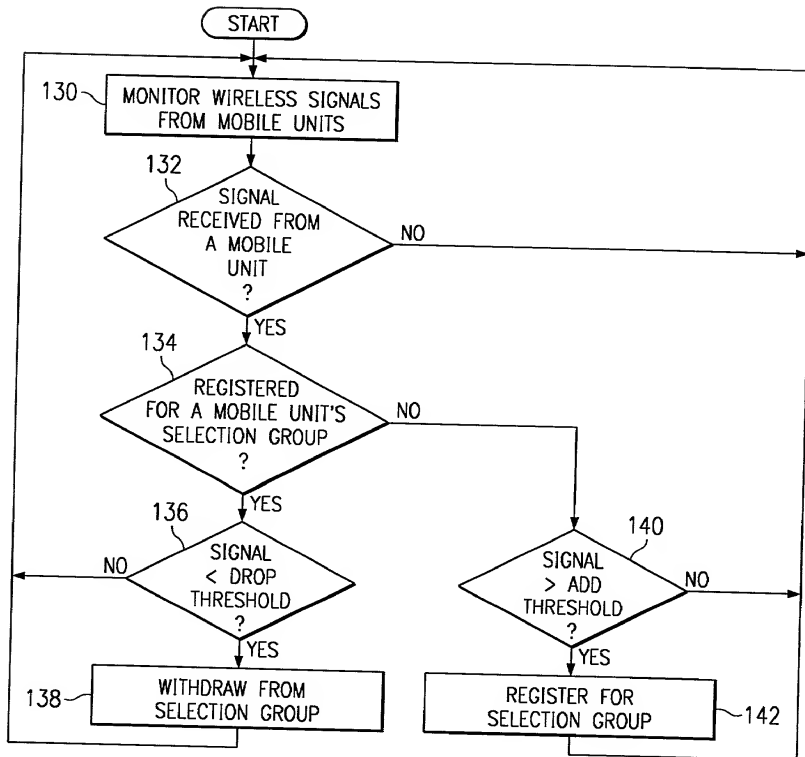 START
130
MONITOR WIRELESS SIGNALS
FROM MOBILE UNITS
132
SIGNAL
RECEIVED FROM
A MOBILE
UNIT
?
NO
YES
134
REGISTERED
FOR A MOBILE UNIT'S
SELECTION GROUP
?
NO
YES
136
SIGNAL
< DROP
THRESHOLD
?
NO
YES
140
SIGNAL
> ADD
THRESHOLD
?
NO
YES
138
WITHDRAW FROM
SELECTION GROUP
REGISTER FOR
SELECTION GROUP
142